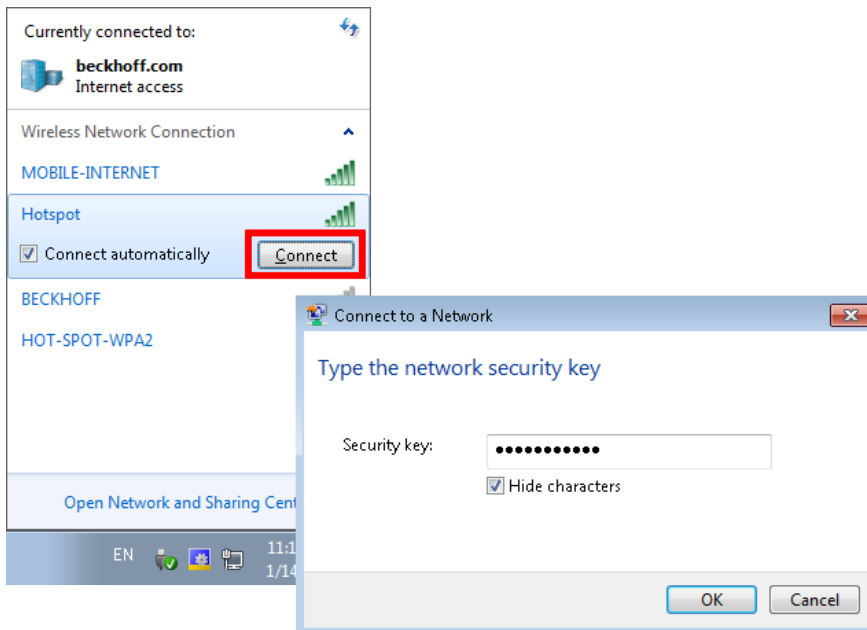 Currently connected to:
beckhoff.com
Internet access
Wireless Network Connection
MOBILE-INTERNET
Hotspot
Connect automatically
Connect
BECKHOFF
HOT-SPOT-WPA2
Open Network and Sharing
EN
Connect to a Network
Type the network security key
Security key:
•••••••••••
Hide characters
OK
Cancel